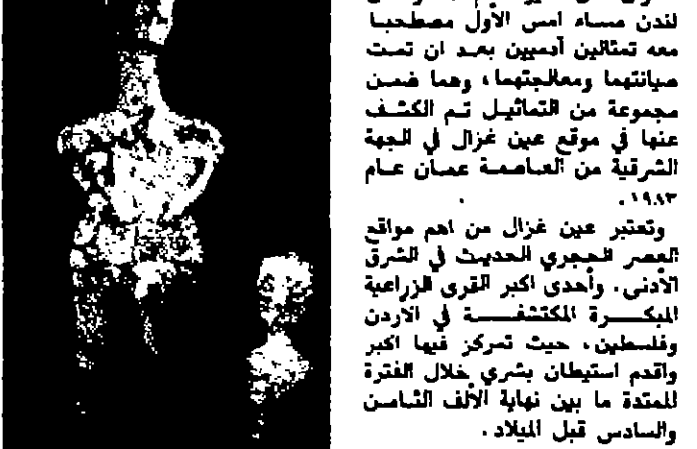 لندن مساء امس الأول مصطحبا
معه تمثالين آدميين بعد ان تمت
صيانتهما ومعالجتهما، وهما ضمن
مجموعة من التماثيل تم الكشف
عنها في موقع عين غزال في الجهة
الشرقية من العاصمة عمان عام
١٩٨٣.
وتعتبر عين غزال من اهم مواقع
العصر الحجري الحديث في الشرق
الأدنى. وأحدى اكبر القرى الزراعية
المبكرة المكتشفة في الاردن
وفلسطين، حيث تمركز فيها اكبر
واقدم استيطان بشري خلال الفترة
الممتدة ما بين نهاية الألف الثامن
والسادس قبل الميلاد.